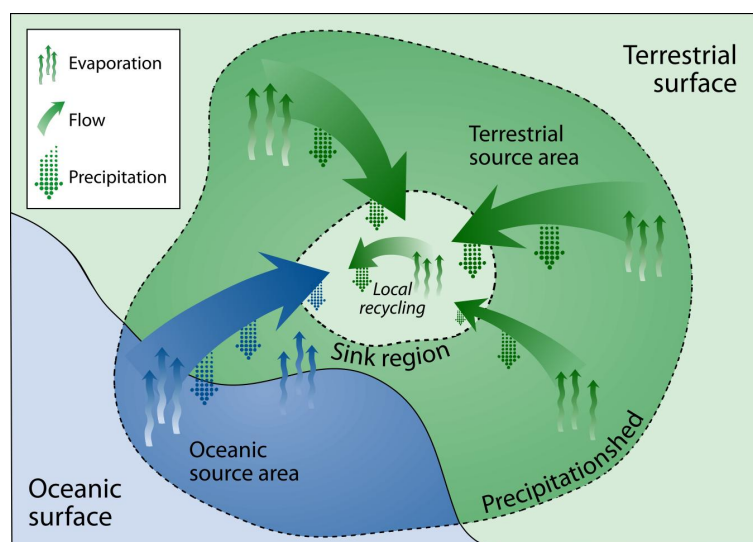 Evaporation
Flow
Precipitation
Terrestrial
surface
Terrestrial
source area
Local
recycling
Sink region
Oceanic
source area
Precipitationshed
Oceanic
surface